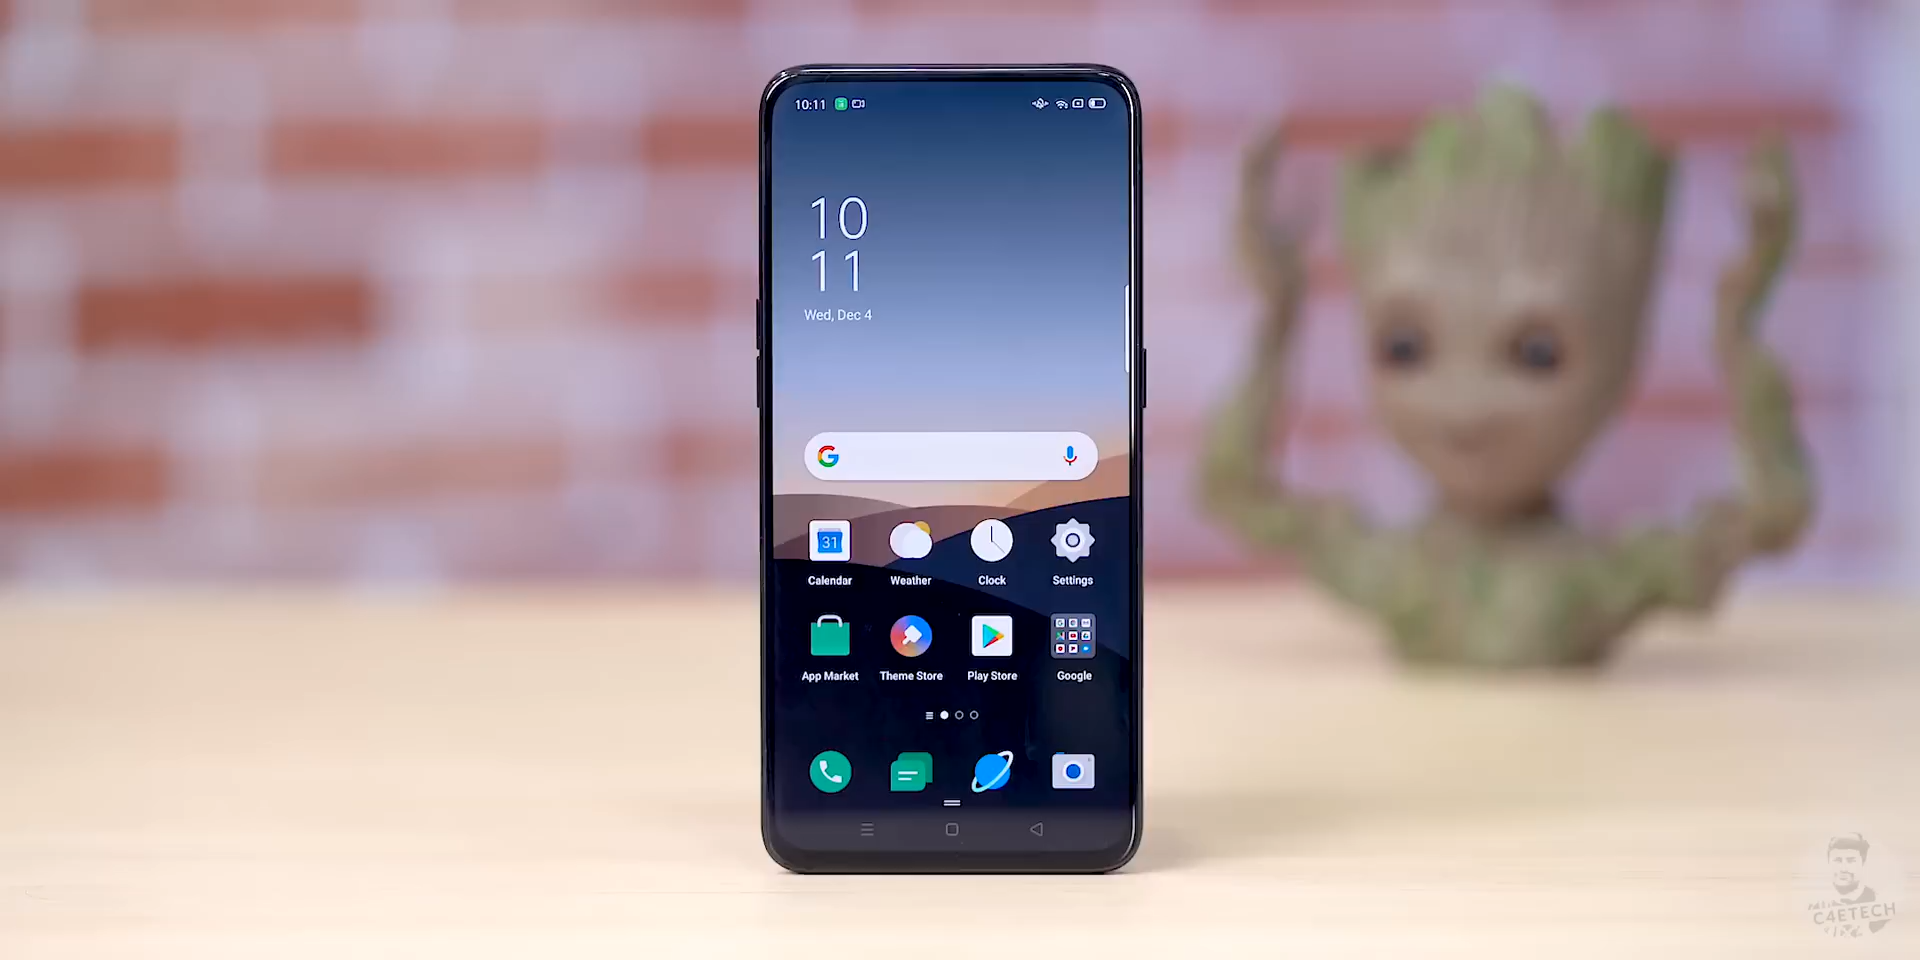 10:11
10
11
Wed, Dec 4
G
31
Calendar Weather Clock Settings
App Market Theme Store Play Store Google
C4ETECH